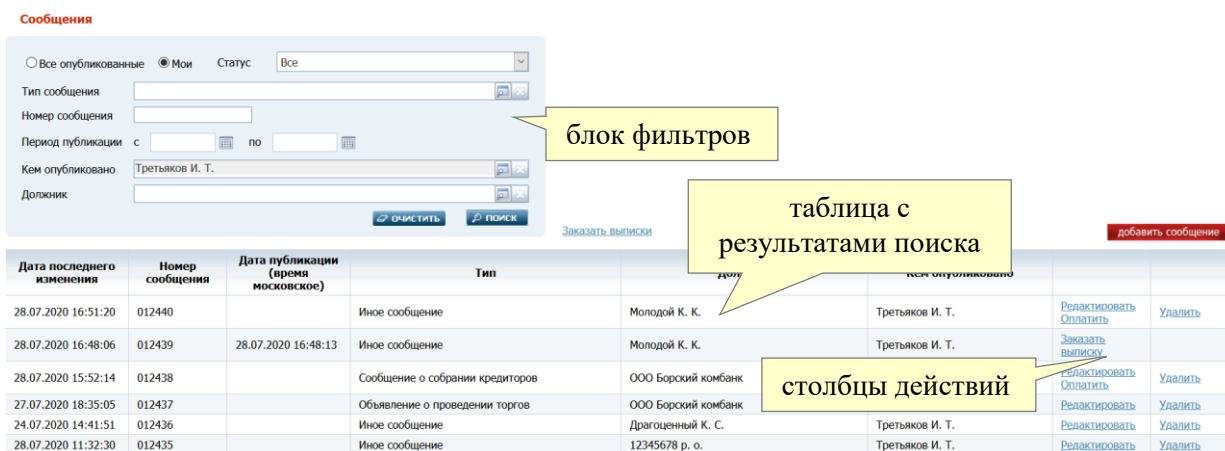 Сообщения
Все опубликованные Мои Статус Все
Тип сообщения
Номер сообщения
Период публикации с по
Кем опубликовано Третьяков И. Т.
Должник
очистить поиск
блок фильтров
таблица с
результатами поиска
Заказать выписки
добавить сообщение
Дата последнего
изменения
Номер
сообщения
Дата публикации
(время
московское)
Тип
Кем опубликовано
28.07.2020 16:51:20 012440 Иное сообщение Молодой К. К. Третьяков И. Т. Редактировать Удалить
Оплатить
28.07.2020 16:48:06 012439 28.07.2020 16:48:13 Иное сообщение Молодой К. К. Третьяков И. Т. Заказать
выписку
28.07.2020 15:52:14 012438 Сообщение о собрании кредиторов ООО Борский комбанк Редактировать Удалить
Оплатить
столбцы действий
27.07.2020 18:35:05 012437 Объявление о проведении торгов ООО Борский комбанк Редактировать Удалить
24.07.2020 14:41:51 012436 Иное сообщение Драгоценный К. С. Третьяков И. Т. Редактировать Удалить
28.07.2020 11:32:30 012435 Иное сообщение 12345678 р. о. Третьяков И. Т. Редактировать Удалить